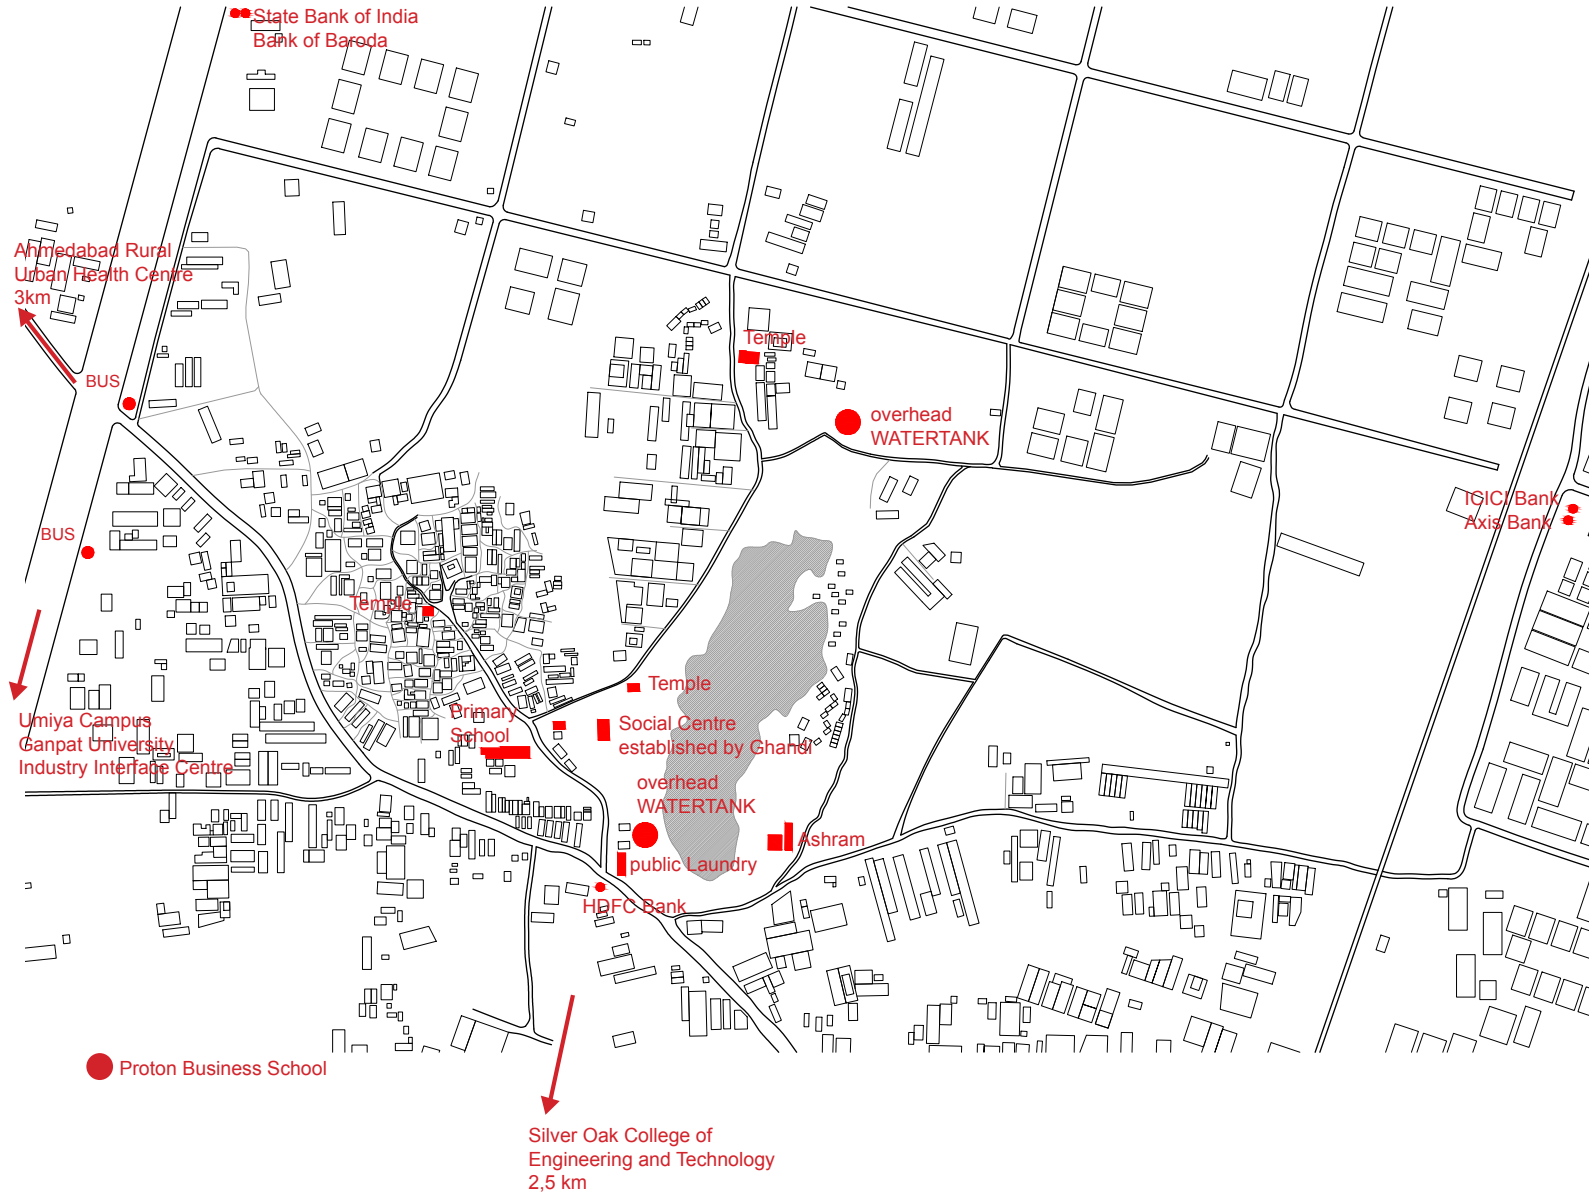 State Bank of India
Bank of Baroda
Ahmedabad Rural
Urban Health Centre
3km
Temple
BUS
overhead
WATERTANK
ICICI Bank
Axis Bank
BUS
Temple
Temple
Primary
School
Social Centre
established by Ghandi
Umiya Campus
Ganpat University
Industry Interface Centre
overhead
WATERTANK
Ashram
public Laundry
HDFC Bank
Proton Business School
Silver Oak College of
Engineering and Technology
2,5 km